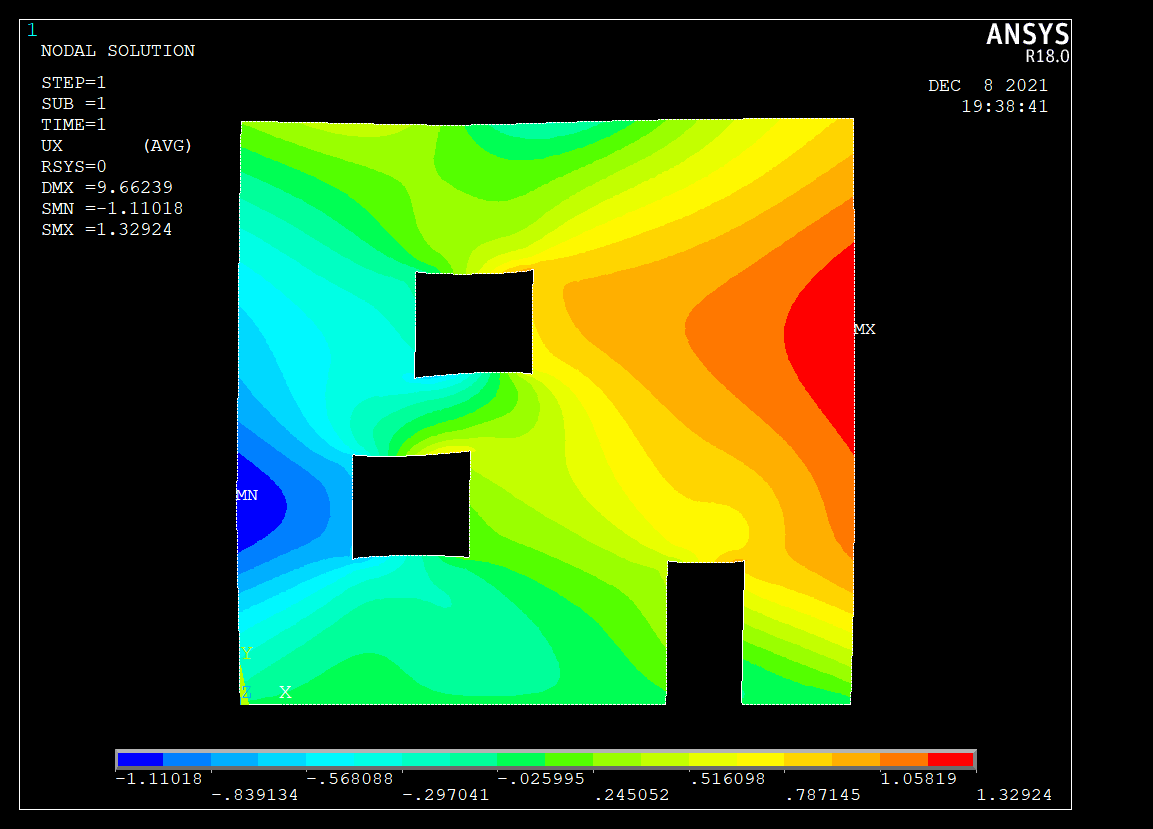 1
ANSYS
R18.0
NODAL SOLUTION
STEP=1
SUB =1
TIME=1
UX (AVG)
RSYS=0
DMX =9.66239
SMN =-1.11018
SMX =1.32924
DEC 8 2021
19:38:41
MX
MN
Y
Z X
-1.11018 -.568088 -.025995 .516098 1.05819
-.839134 -.297041 .245052 .787145 1.32924